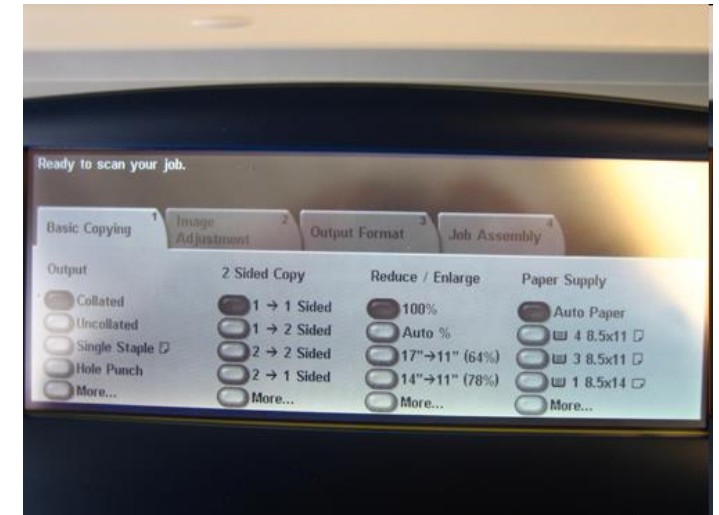 Ready to scan your job.
Basic Copying 1
Image Adjustment 2
Output Format 3
Job Assembly 4
Output
Collated
Uncollated
Single Staple
Hole Punch
More...
2 Sided Copy
1 → 1 Sided
1 → 2 Sided
2 → 2 Sided
2 → 1 Sided
More...
Reduce / Enlarge
100%
Auto %
17"→11" (64%)
14"→11" (78%)
More...
Paper Supply
Auto Paper
4 8.5x11
3 8.5x11
1 8.5x14
More...